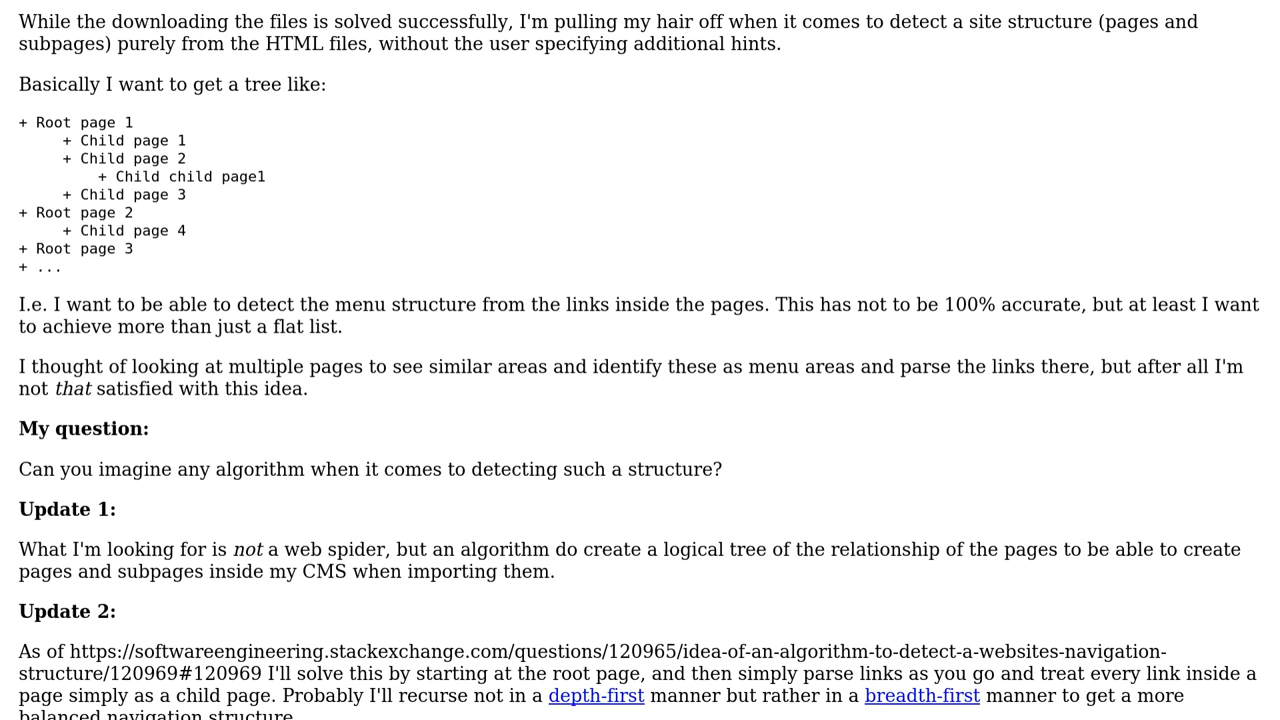 While the downloading the files is solved successfully, I'm pulling my hair off when it comes to detect a site structure (pages and
subpages) purely from the HTML files, without the user specifying additional hints.
Basically I want to get a tree like:
+ Root page 1
     + Child page 1
     + Child page 2
         + Child child page1
     + Child page 3
+ Root page 2
     + Child page 4
+ Root page 3
+ ...
I.e. I want to be able to detect the menu structure from the links inside the pages. This has not to be 100% accurate, but at least I want
to achieve more than just a flat list.
I thought of looking at multiple pages to see similar areas and identify these as menu areas and parse the links there, but after all I'm
not that satisfied with this idea.
My question:
Can you imagine any algorithm when it comes to detecting such a structure?
Update 1:
What I'm looking for is not a web spider, but an algorithm do create a logical tree of the relationship of the pages to be able to create
pages and subpages inside my CMS when importing them.
Update 2:
As of https://softwareengineering.stackexchange.com/questions/120965/idea-of-an-algorithm-to-detect-a-websites-navigation-
structure/120969#120969 I'll solve this by starting at the root page, and then simply parse links as you go and treat every link inside a
page simply as a child page. Probably I'll recurse not in a depth-first manner but rather in a breadth-first manner to get a more
balanced navigation structure.